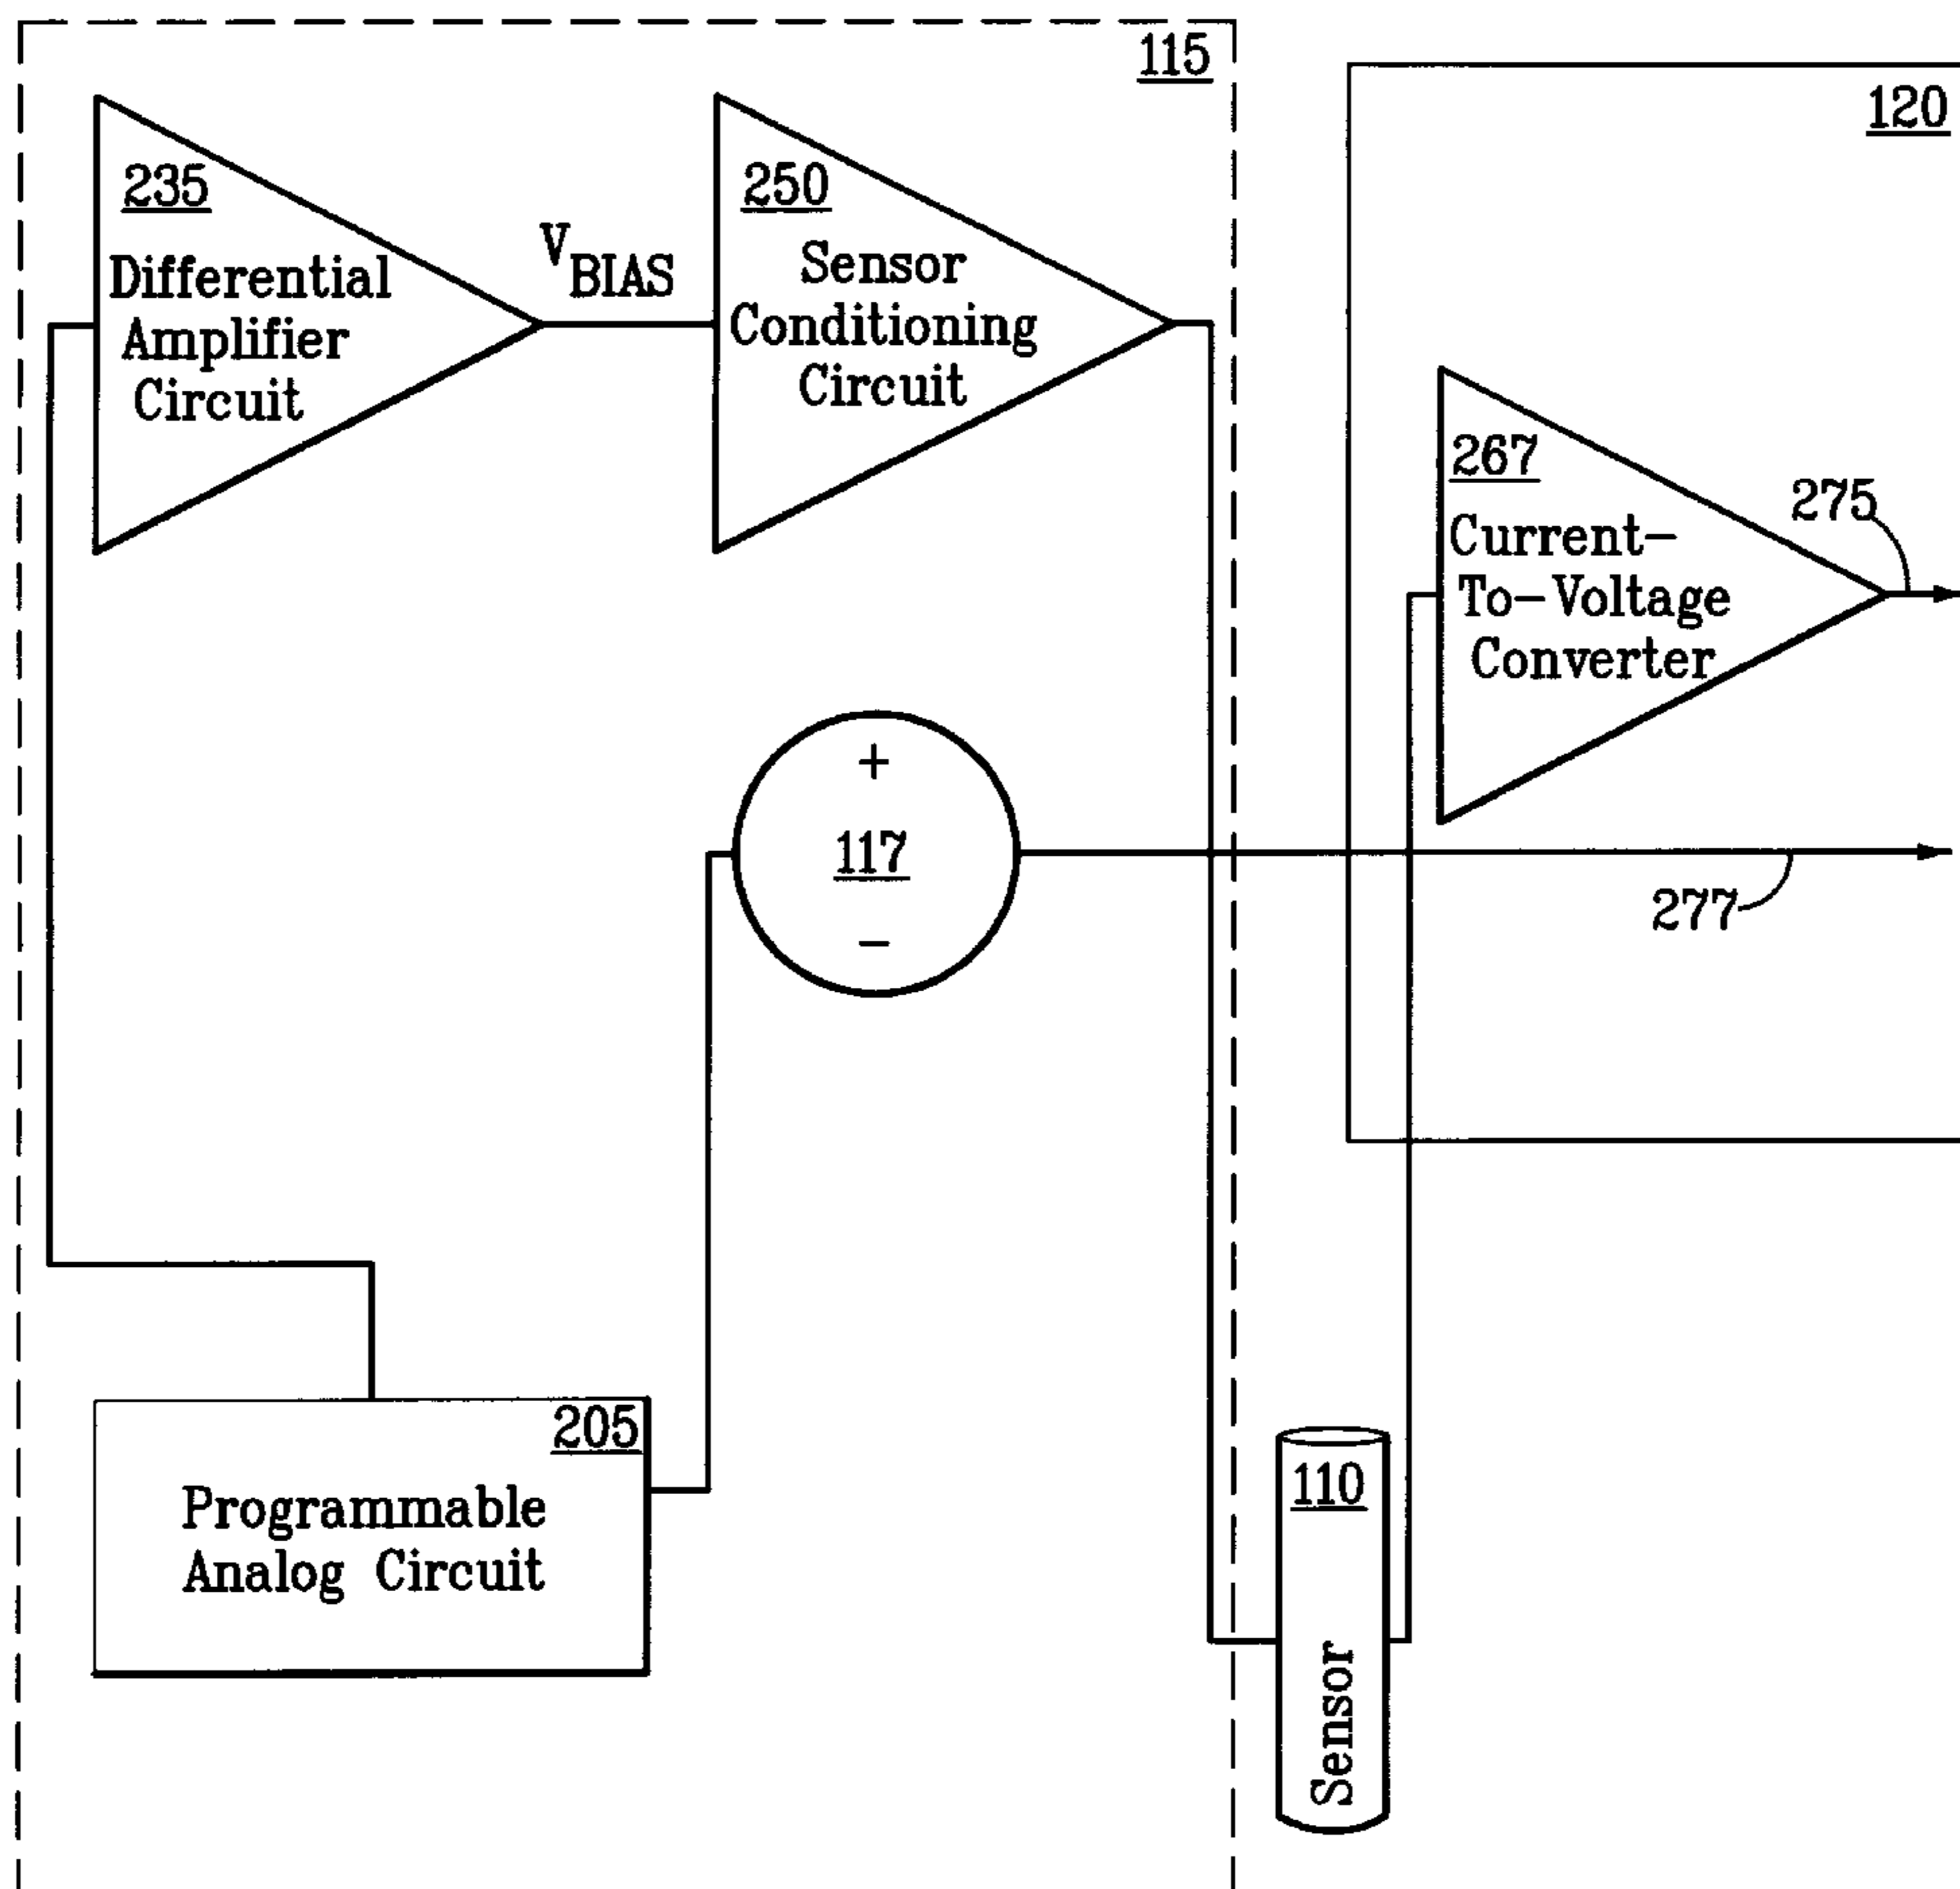 115
120
235
Differential
Amplifier
Circuit
V BIAS
250
Sensor
Conditioning
Circuit
267
Current-
To-Voltage
Converter
275
+
117
-
277
205
Programmable
Analog Circuit
110
Sensor